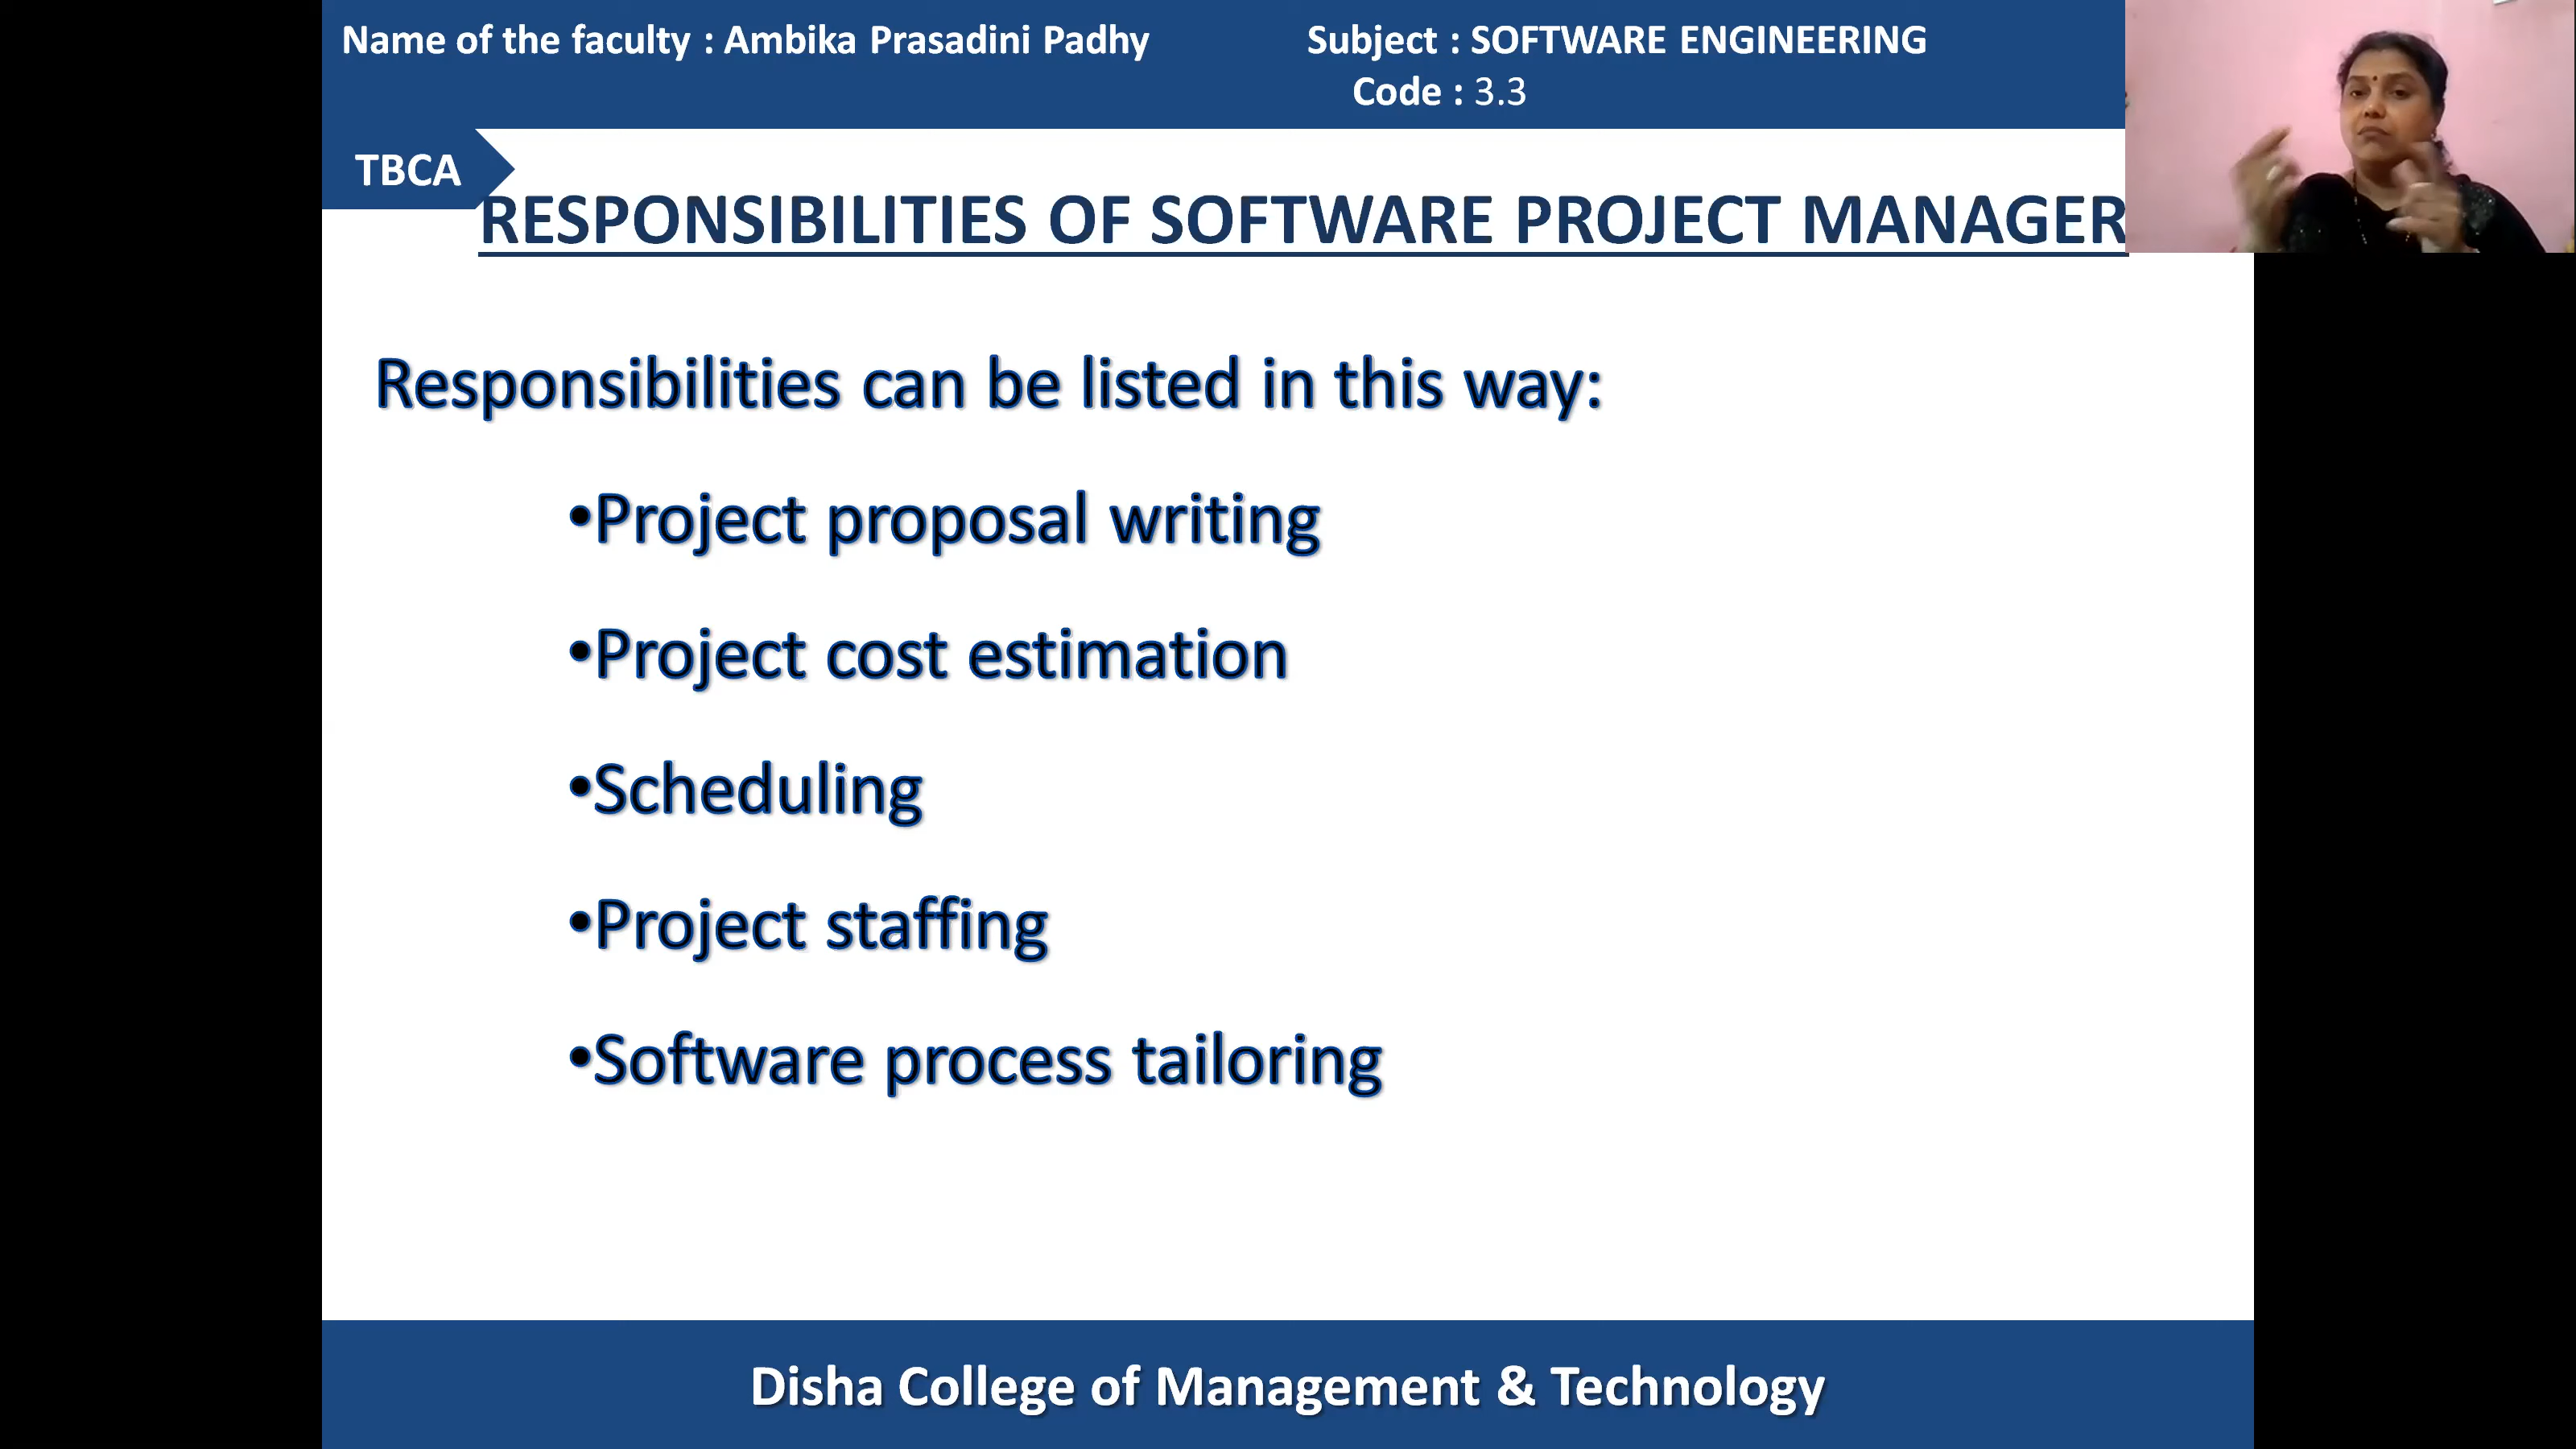 Name of the faculty : Ambika Prasadini Padhy
Subject : SOFTWARE ENGINEERING
Code : 3.3
TBCA
RESPONSIBILITIES OF SOFTWARE PROJECT MANAGER
Responsibilities can be listed in this way:
•Project proposal writing
•Project cost estimation
•Scheduling
•Project staffing
•Software process tailoring
Disha College of Management & Technology